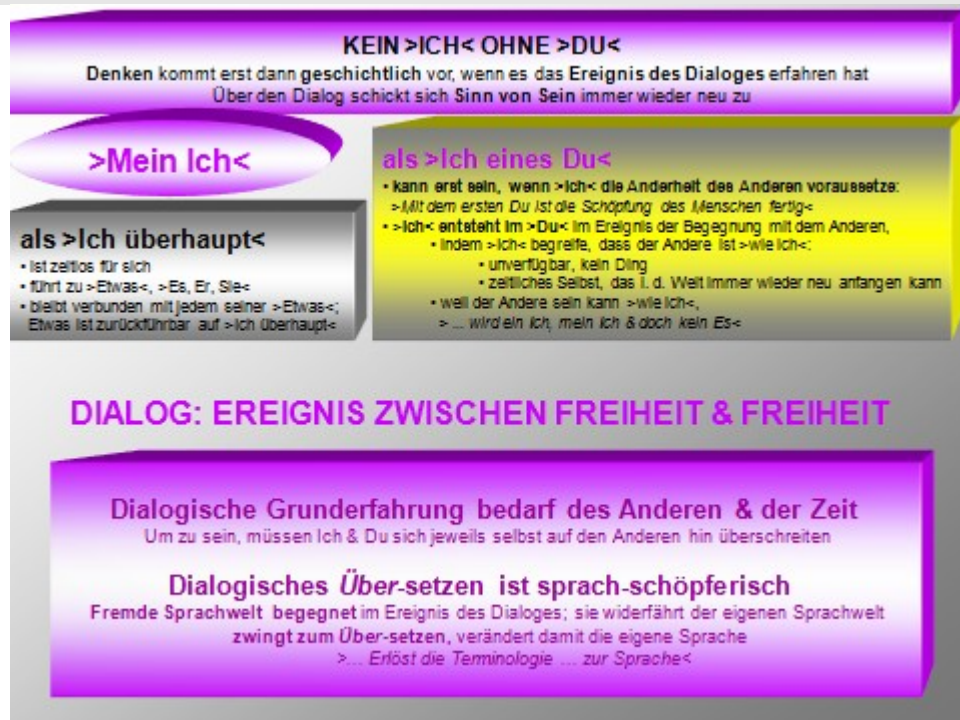 KEIN >ICH< OHNE >DU<
Denken kommt erst dann geschichtlich vor, wenn es das Ereignis des Dialoges erfahren hat
Über den Dialog schickt sich Sinn von Sein immer wieder neu zu
>Mein Ich<
als >Ich überhaupt<
• ist zeitlos für sich
• führt zu >Etwas<, >Es, Er, Sie<
• bleibt verbunden mit jedem seiner >Etwas<;
Etwas ist zurückführbar auf >Ich überhaupt<
als >Ich eines Du<
• kann erst sein, wenn >Ich< die Anderheit des Anderen voraussetze:
>Mit dem ersten Du ist die Schöpfung des Menschen fertig<
• >Ich< entsteht im >Du< im Ereignis der Begegnung mit dem Anderen,
• indem >Ich< begreife, dass der Andere ist >wie ich<:
• unverfügbar, kein Ding
• zeitliches Selbst, das i. d. Welt immer wieder neu anfangen kann
• weil der Andere sein kann >wie ich<,
> ... wird ein Ich, mein Ich & doch kein Es<
DIALOG: EREIGNIS ZWISCHEN FREIHEIT & FREIHEIT
Dialogische Grunderfahrung bedarf des Anderen & der Zeit
Um zu sein, müssen Ich & Du sich jeweils selbst auf den Anderen hin überschreiten
Dialogisches Über-setzen ist sprach-schöpferisch
Fremde Sprachwelt begegnet im Ereignis des Dialoges; sie widerfährt der eigenen Sprachwelt
zwingt zum Über-setzen, verändert damit die eigene Sprache
>... Erlöst die Terminologie ... zur Sprache<